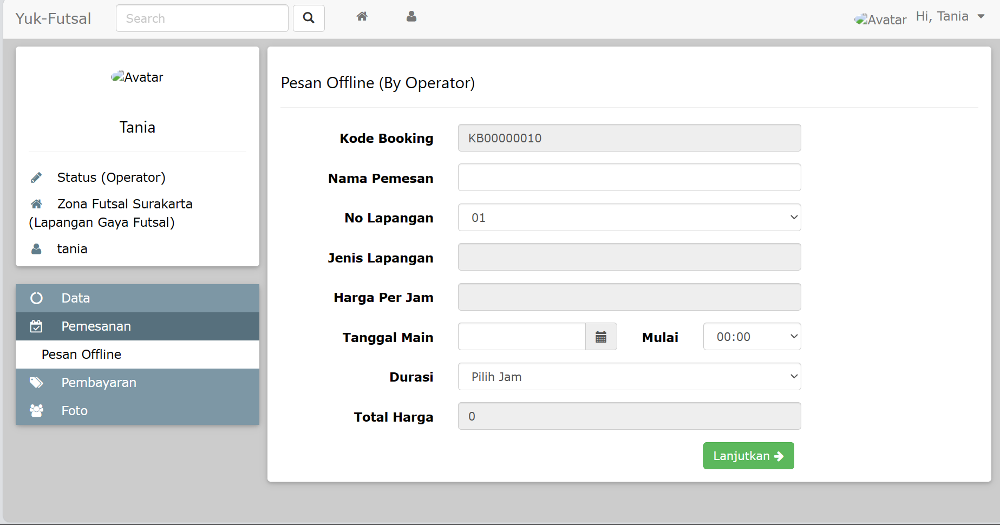 Yuk-Futsal
Search
Avatar
Hi, Tania
Avatar
Tania
Status (Operator)
Zona Futsal Surakarta
(Lapangan Gaya Futsal)
tania
Data
Pemesanan
Pesan Offline
Pembayaran
Foto
Pesan Offline (By Operator)
Kode Booking KB00000010
Nama Pemesan
No Lapangan 01
Jenis Lapangan
Harga Per Jam
Tanggal Main Mulai 00:00
Durasi Pilih Jam
Total Harga 0
Lanjutkan